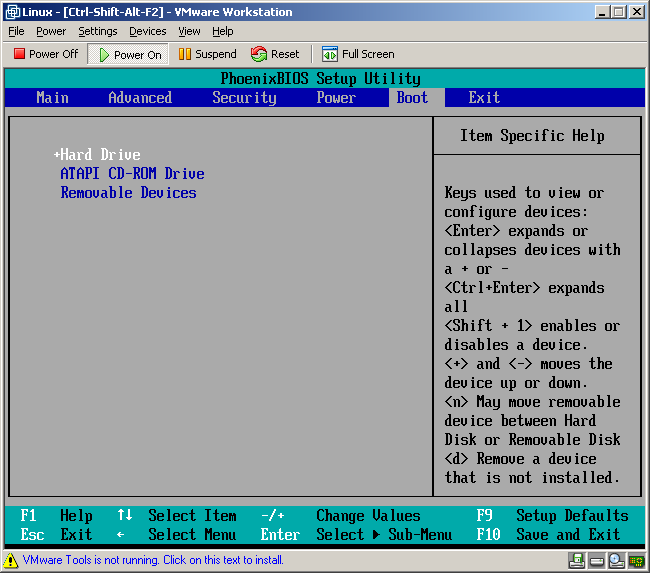 Linux - [Ctrl-Shift-Alt-F2] - VMware Workstation
File Power Settings Devices View Help
Power Off Power On Suspend Reset Full Screen
PhoenixBIOS Setup Utility
Main Advanced Security Power Boot Exit
Item Specific Help
+Hard Drive
ATAPI CD-ROM Drive
Removable Devices
Keys used to view or
configure devices:
<Enter> expands or
collapses devices with
a + or -
<Ctrl+Enter> expands
all
<Shift + 1> enables or
disables a device.
<+> and <-> moves the
device up or down.
<n> May move removable
device between Hard
Disk or Removable Disk
<d> Remove a device
that is not installed.
F1 Help ↑↓ Select Item -/+ Change Values F9 Setup Defaults
Esc Exit ← Select Menu Enter Select ▶ Sub-Menu F10 Save and Exit
VMware Tools is not running. Click on this text to install.